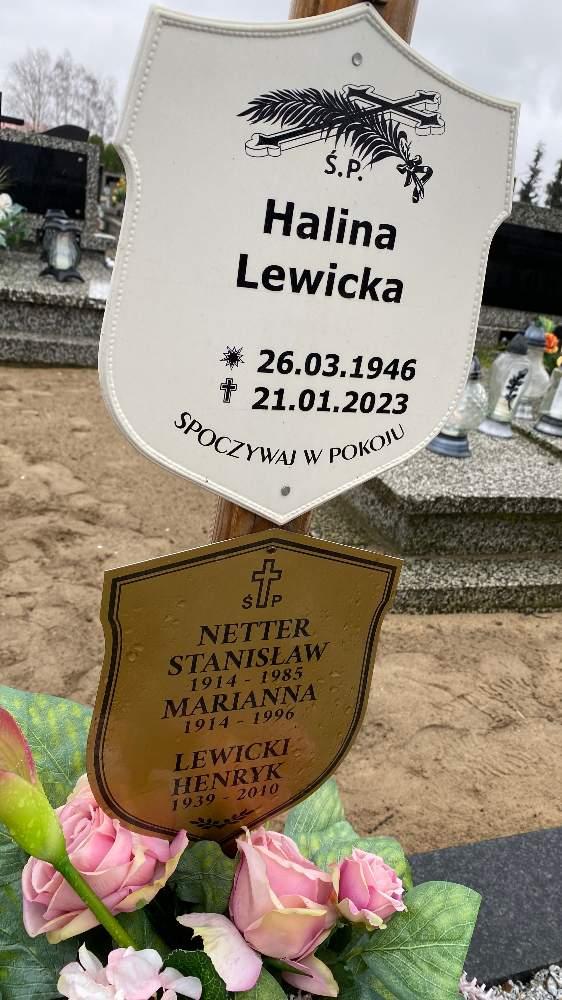 Ś.P.
Halina
Lewicka
26.03.1946
21.01.2023
SPOCZYWAJ W POKOJU
Ś P
NETTER
STANISŁAW
1914 - 1985
MARIANNA
1914 - 1996
LEWICKI
HENRYK
1939 - 2010